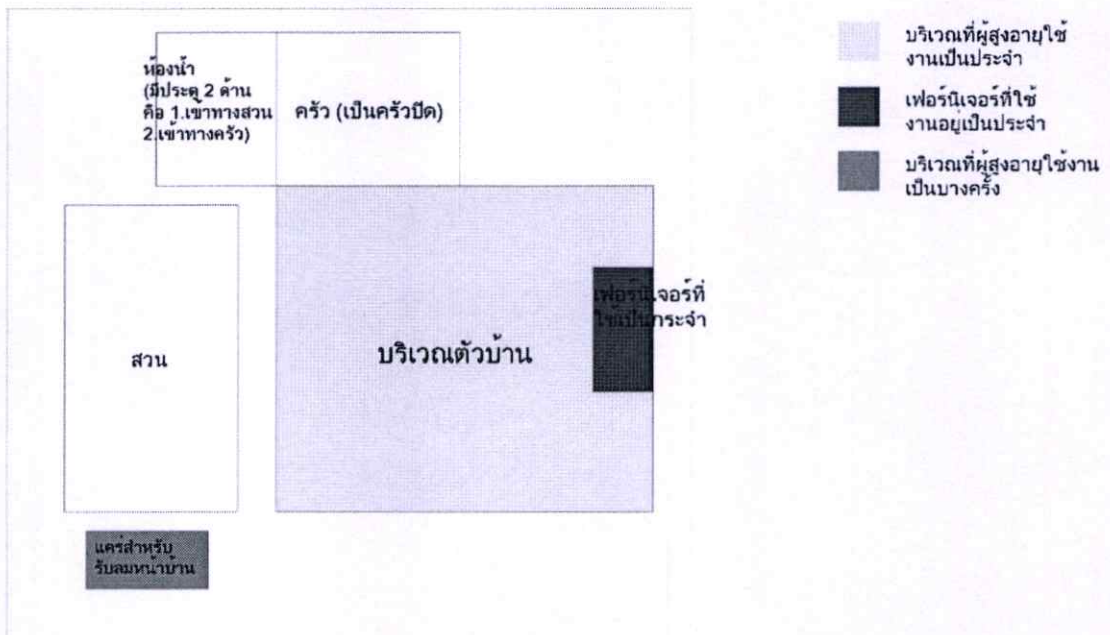 ห้องน้ำ
(มีประตู 2 ด้าน
คือ 1.เข้าทางสวน
2.เข้าทางครัว)
ครัว (เป็นครัวปิด)
สวน
บริเวณตัวบ้าน
เฟอร์นิเจอร์ที่
ใช้เป็นกระจำ
แคร่สำหรับ
รับลมหน้าบ้าน
บริเวณที่ผู้สูงอายุใช้
งานเป็นประจำ
เฟอร์นิเจอร์ที่ใช้
งานอยู่เป็นประจำ
บริเวณที่ผู้สูงอายุใช้งาน
เป็นบางครั้ง